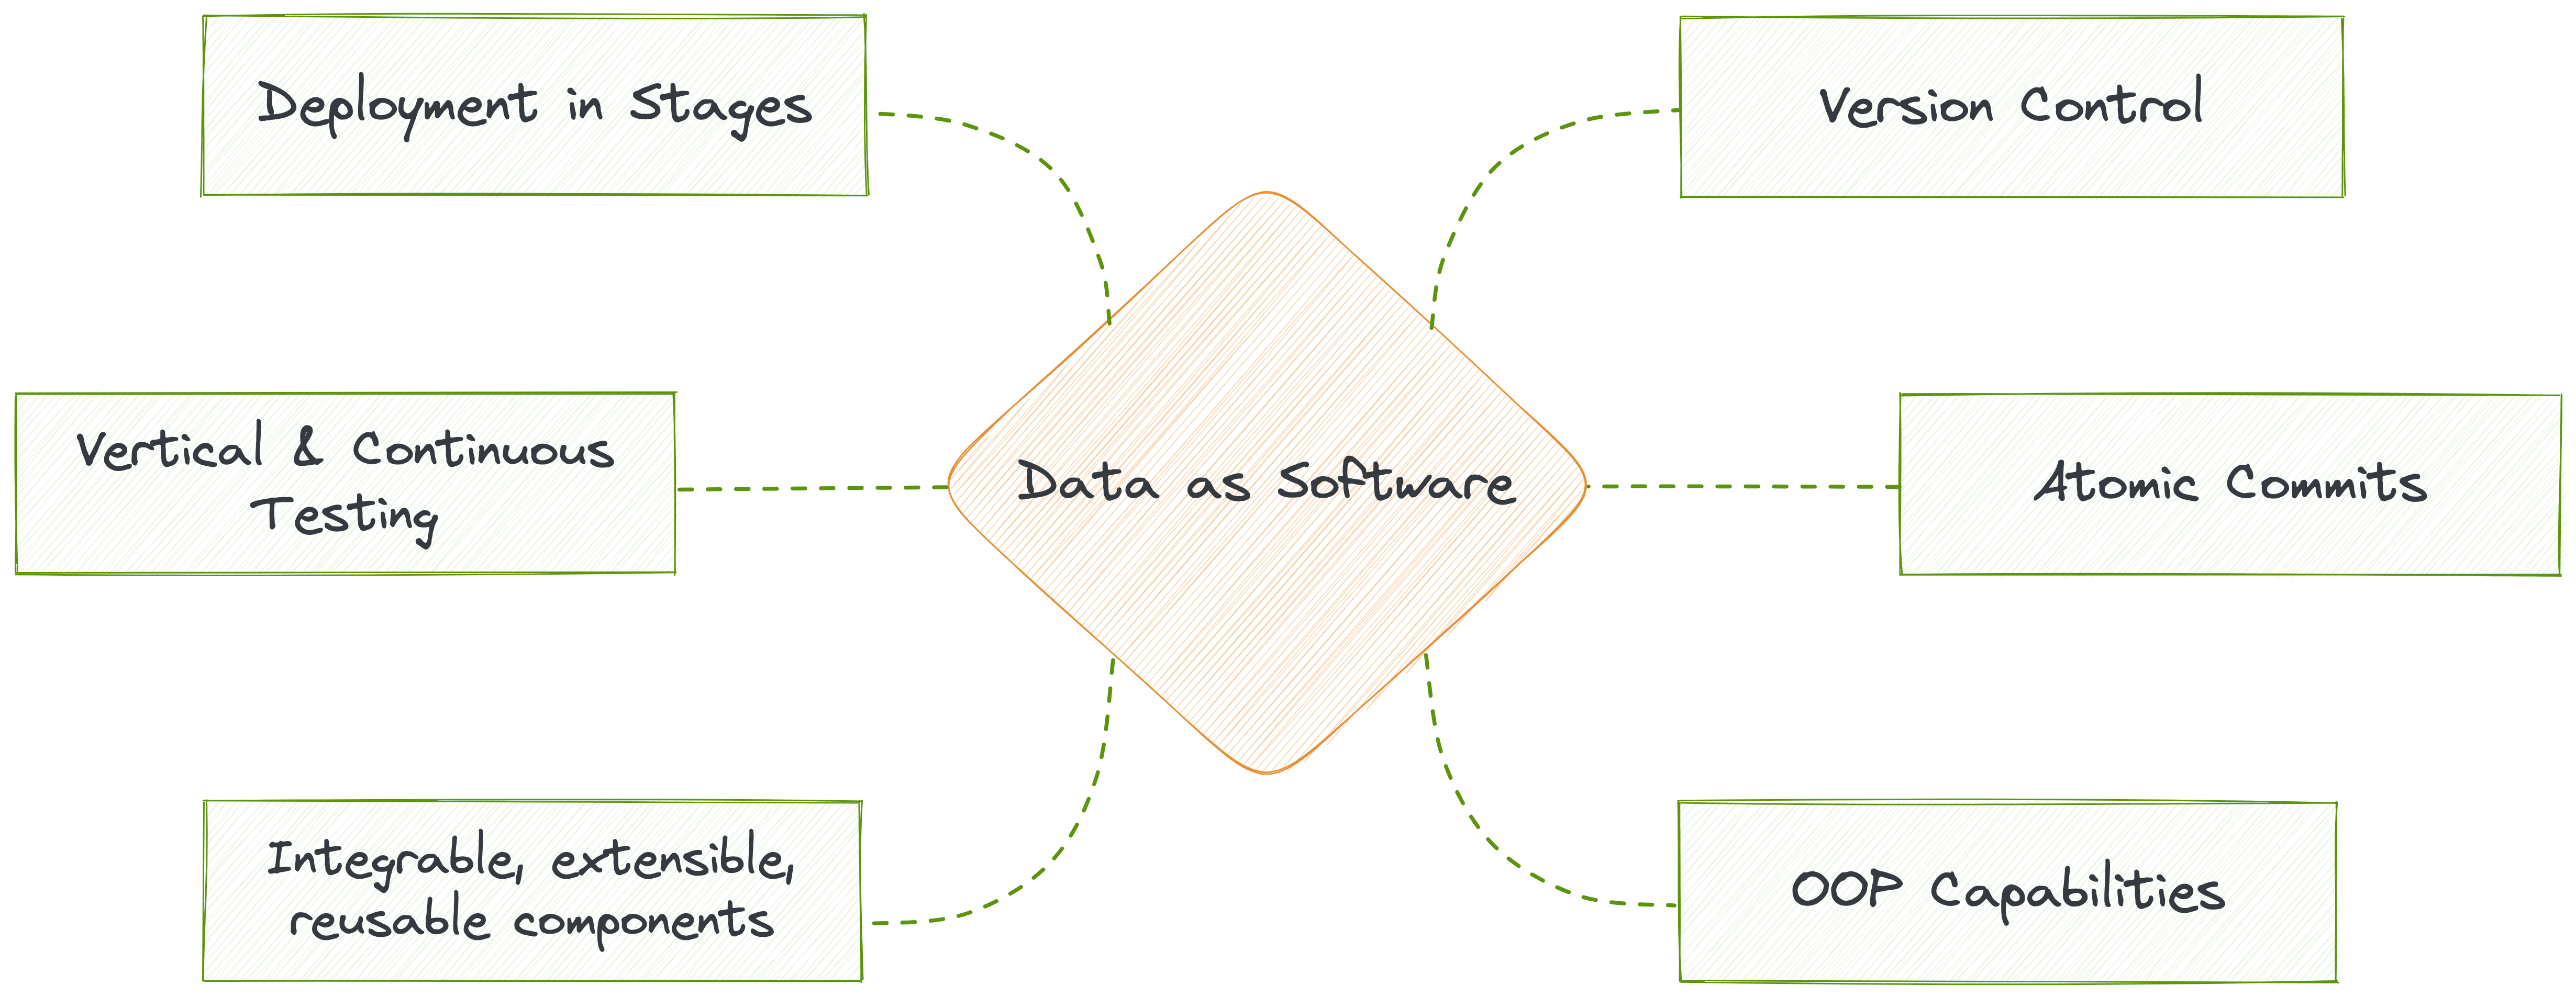 Deployment in Stages
Version Control
Vertical & Continuous
Testing
Data as Software
Atomic Commits
Integrable, extensible,
reusable components
OOP Capabilities